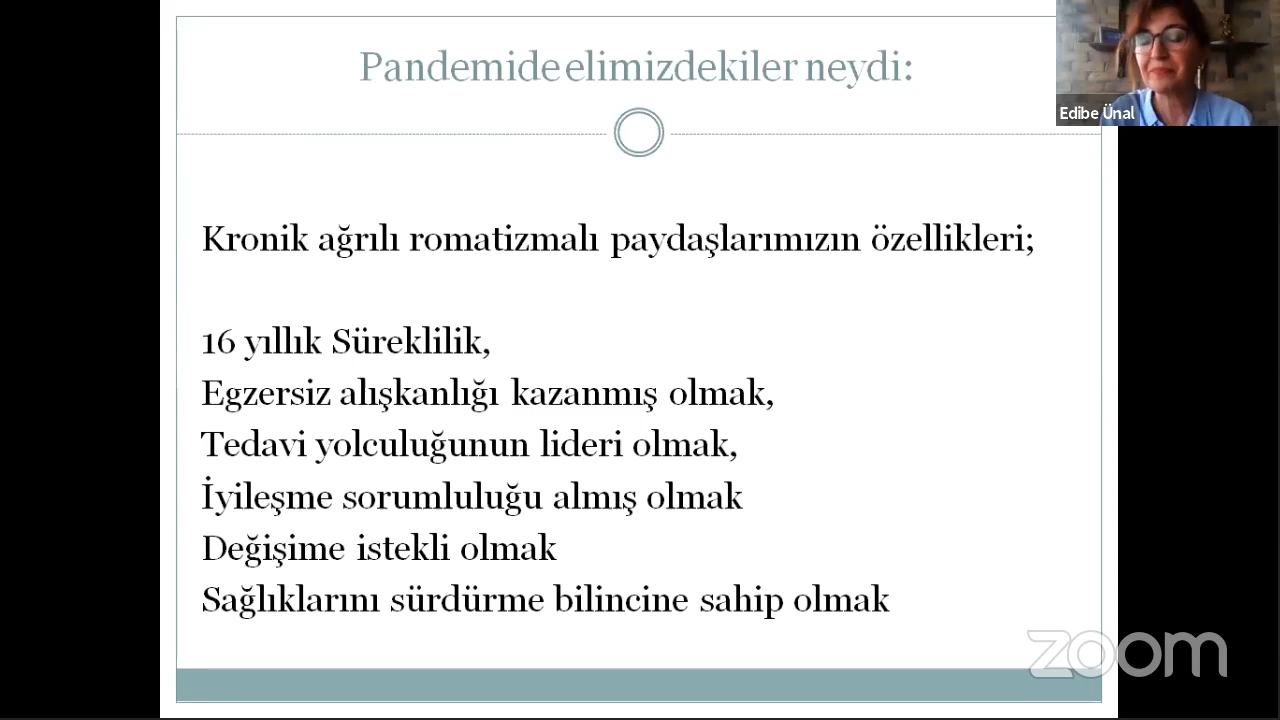 Pandemide elimizdekiler neydi:
Edibe Ünal
Kronik ağrılı romatizmalı paydaşlarımızın özellikleri;
16 yıllık Süreklilik,
Egzersiz alışkanlığı kazanmış olmak,
Tedavi yolculuğunun lideri olmak,
İyileşme sorumluluğu almış olmak
Değişime istekli olmak
Sağlıklarını sürdürme bilincine sahip olmak
zoom